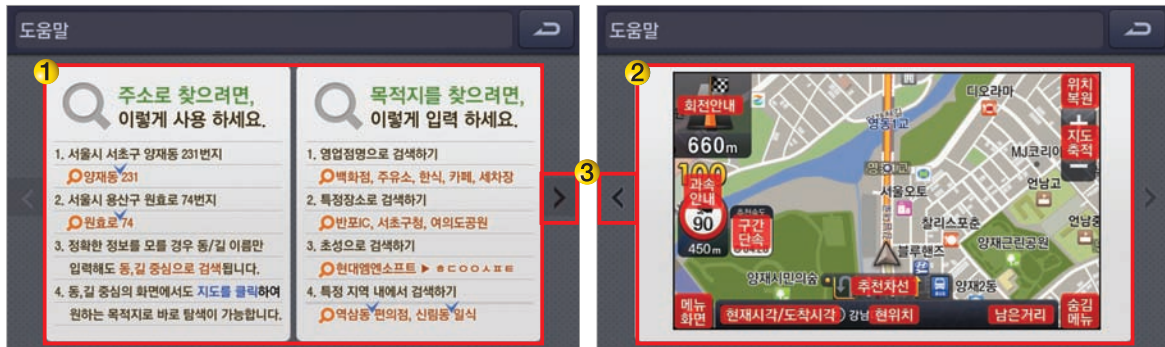 도움말
1
주소로 찾으려면,
이렇게 사용 하세요.
1. 서울시 서초구 양재동 231번지
양재동 231
2. 서울시 용산구 원효로 74번지
원효로 74
3. 정확한 정보를 모를 경우 동/길 이름만
입력해도 동,길 중심으로 검색됩니다.
4. 동,길 중심의 화면에서도 지도를 클릭하여
원하는 목적지로 바로 탐색이 가능합니다.
목적지를 찾으려면,
이렇게 입력 하세요.
1. 영업점명으로 검색하기
백화점, 주유소, 한식, 카페, 세차장
2. 특정장소로 검색하기
반포IC, 서초구청, 여의도공원
3. 초성으로 검색하기
현대엠엔소프트 ▶ ㅎㄷㅇㅇㅅㅍㅌ
4. 특정 지역 내에서 검색하기
역삼동 편의점, 신림동 일식
3
도움말
2
회전안내
660m
영동1교
디오라마
위치
복원
+
지도
축적
−
MJ코리아
100
과속
안내
90
450m
구간
단속
서울오토
언남고
참리스포츠
블루핸즈
양재근린공원
양재시민의숲
추천차선
양재2동
메뉴
화면
현재시각/도착시각
강남
현위치
남은거리
숨김
메뉴